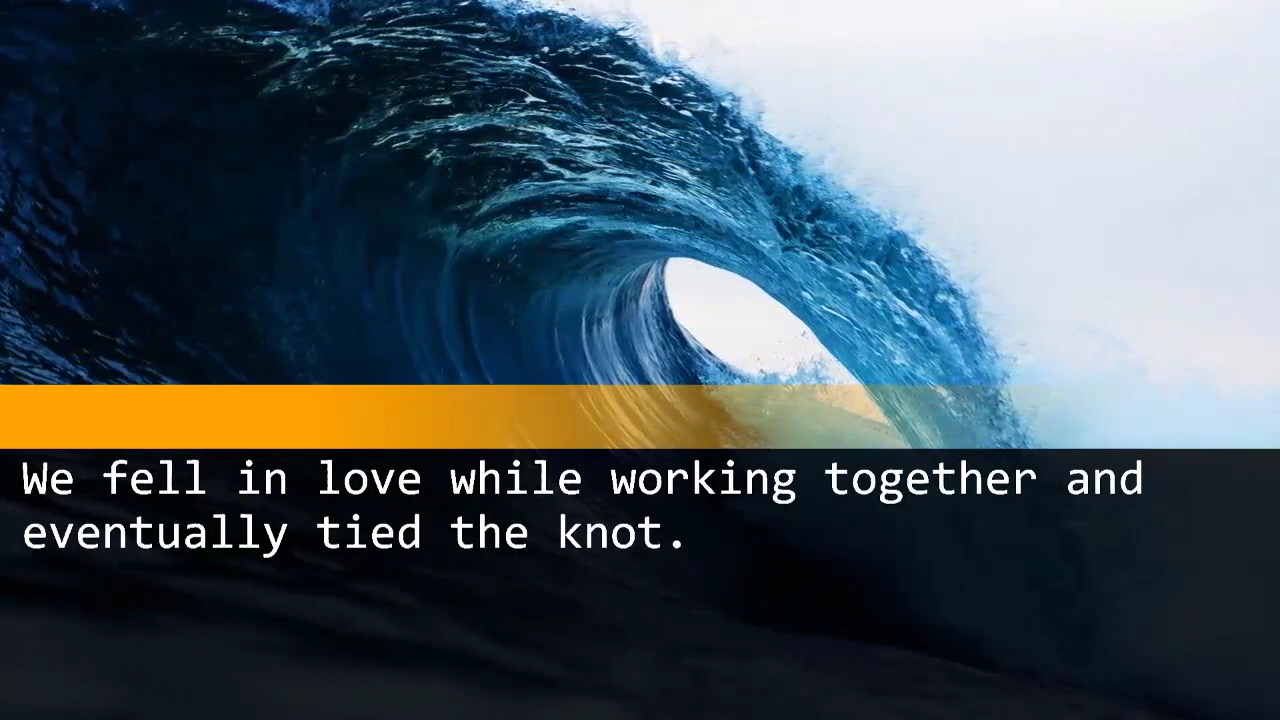 We fell in love while working together and
eventually tied the knot.